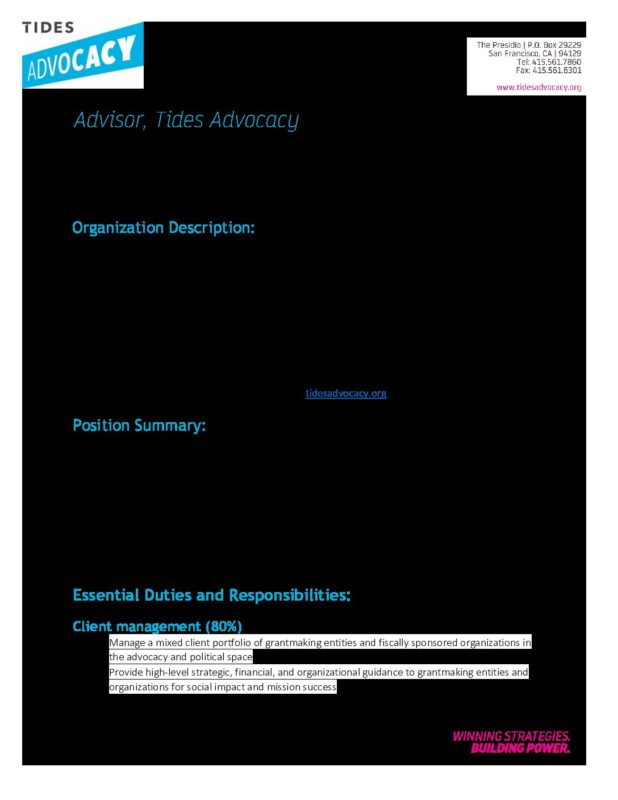 TIDES
ADVOCACY
The Presidio | P.O. Box 29229
San Francisco, CA | 94129
Tel: 415.561.7860
Fax: 415.561.6301
www.tidesadvocacy.org
Advisor, Tides Advocacy
Organization Description:
tidesadvocacy.org
Position Summary:
Essential Duties and Responsibilities:
Client management (80%)
Manage a mixed client portfolio of grantmaking entities and fiscally sponsored organizations in
the advocacy and political space
Provide high-level strategic, financial, and organizational guidance to grantmaking entities and
organizations for social impact and mission success
WINNING STRATEGIES.
BUILDING POWER.